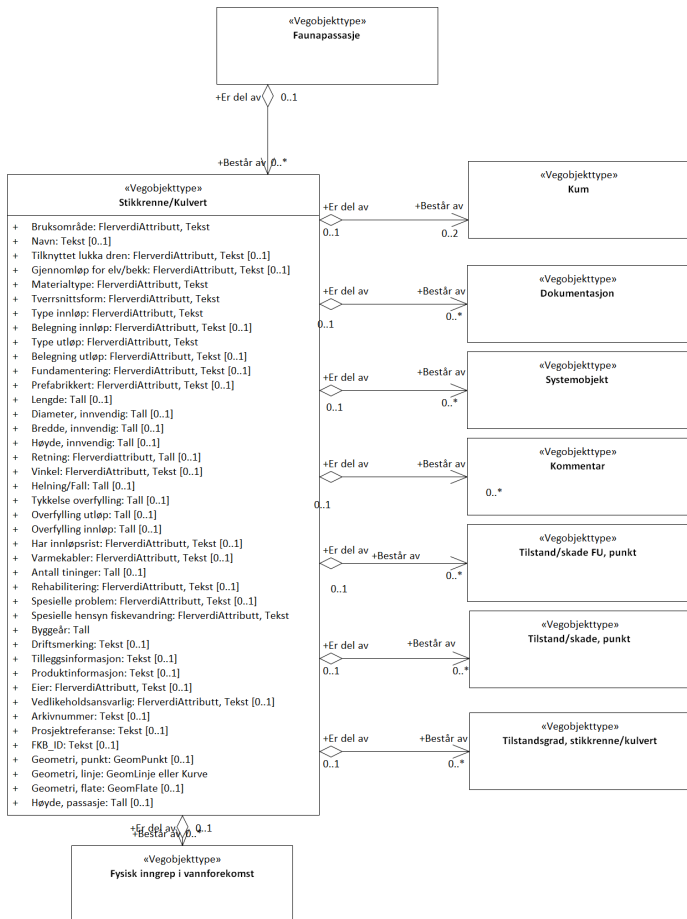 «Vegobjekttype»
Faunapassasje
+Er del av 0..1
+Består av 0..*
«Vegobjekttype»
Stikkrenne/Kulvert
+ Bruksområde: FlerverdiAttributt, Tekst
+ Navn: Tekst [0..1]
+ Tilknyttet lukka dren: FlerverdiAttributt, Tekst [0..1]
+ Gjennomløp for elv/bekk: FlerverdiAttributt, Tekst [0..1]
+ Materialtype: FlerverdiAttributt, Tekst
+ Tverrsnittsform: FlerverdiAttributt, Tekst
+ Type innløp: FlerverdiAttributt, Tekst
+ Belegning innløp: FlerverdiAttributt, Tekst [0..1]
+ Type utløp: FlerverdiAttributt, Tekst
+ Belegning utløp: FlerverdiAttributt, Tekst [0..1]
+ Fundamentering: FlerverdiAttributt, Tekst [0..1]
+ Prefabrikkert: FlerverdiAttributt, Tekst [0..1]
+ Lengde: Tall [0..1]
+ Diameter, innvendig: Tall [0..1]
+ Bredde, innvendig: Tall [0..1]
+ Høyde, innvendig: Tall [0..1]
+ Retning: Flerverdiattributt, Tall [0..1]
+ Vinkel: FlerverdiAttributt, Tekst [0..1]
+ Helning/Fall: Tall [0..1]
+ Tykkelse overfylling: Tall [0..1]
+ Overfylling utløp: Tall [0..1]
+ Overfylling innløp: Tall [0..1]
+ Har innløpsrist: FlerverdiAttributt, Tekst [0..1]
+ Varmekabler: FlerverdiAttributt, Tekst [0..1]
+ Antall tininger: Tall [0..1]
+ Rehabilitering: FlerverdiAttributt, Tekst [0..1]
+ Spesielle problem: FlerverdiAttributt, Tekst [0..1]
+ Spesielle hensyn fiskevandring: FlerverdiAttributt, Tekst
+ Byggeår: Tall
+ Driftsmerking: Tekst [0..1]
+ Tilleggsinformasjon: Tekst [0..1]
+ Produktinformasjon: Tekst [0..1]
+ Eier: FlerverdiAttributt, Tekst [0..1]
+ Vedlikeholdsansvarlig: FlerverdiAttributt, Tekst [0..1]
+ Arkivnummer: Tekst [0..1]
+ Prosjektreferanse: Tekst [0..1]
+ FKB_ID: Tekst [0..1]
+ Geometri, punkt: GeomPunkt [0..1]
+ Geometri, linje: GeomLinje eller Kurve
+ Geometri, flate: GeomFlate [0..1]
+ Høyde, passasje: Tall [0..1]
+Er del av +Består av
0..1 0..2
«Vegobjekttype»
Kum
+Er del av +Består av
0..1 0..*
«Vegobjekttype»
Dokumentasjon
+Er del av +Består av
0..1 0..*
«Vegobjekttype»
Systemobjekt
+Er del av +Består av
0..1 0..*
«Vegobjekttype»
Kommentar
+Er del av +Består av
0..1 0..*
«Vegobjekttype»
Tilstand/skade FU, punkt
+Er del av +Består av
0..1 0..*
«Vegobjekttype»
Tilstand/skade, punkt
+Er del av +Består av
0..1 0..*
«Vegobjekttype»
Tilstandsgrad, stikkrenne/kulvert
+Er del av 0..1
+Består av 0..*
«Vegobjekttype»
Fysisk inngrep i vannforekomst